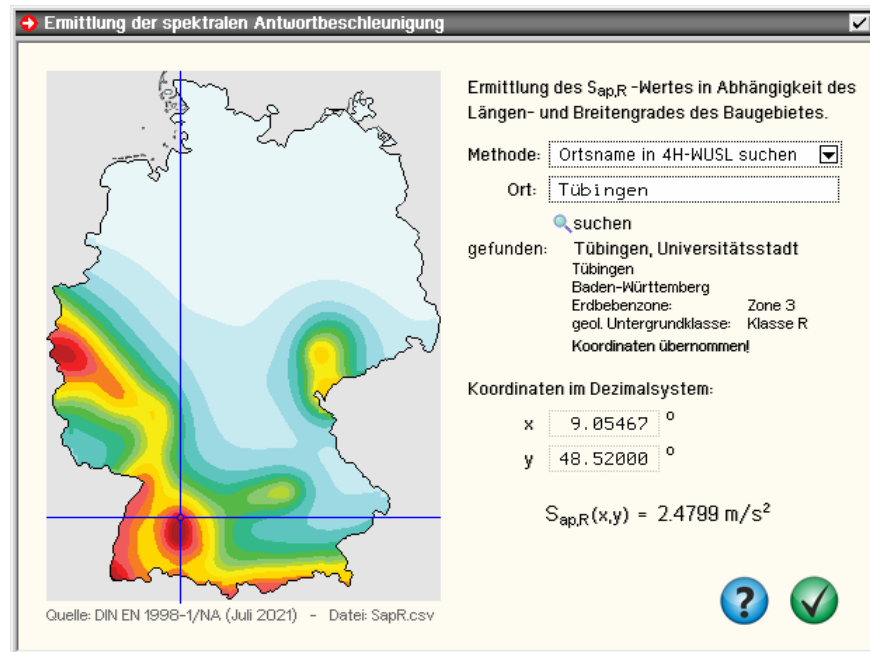 Ermittlung der spektralen Antwortbeschleunigung
Ermittlung des Sap,R -Wertes in Abhängigkeit des
Längen- und Breitengrades des Baugebietes.
Methode: Ortsname in 4H-WUSL suchen
Ort: Tübingen
suchen
gefunden: Tübingen, Universitätsstadt
Tübingen
Baden-Württemberg
Erdbebenzone: Zone 3
geol. Untergrundklasse: Klasse R
Koordinaten übernommen!
Koordinaten im Dezimalsystem:
x 9.05467 °
y 48.52000 °
Sap,R(x,y) = 2.4799 m/s²
Quelle: DIN EN 1998-1/NA (Juli 2021) - Datei: SapR.csv
?